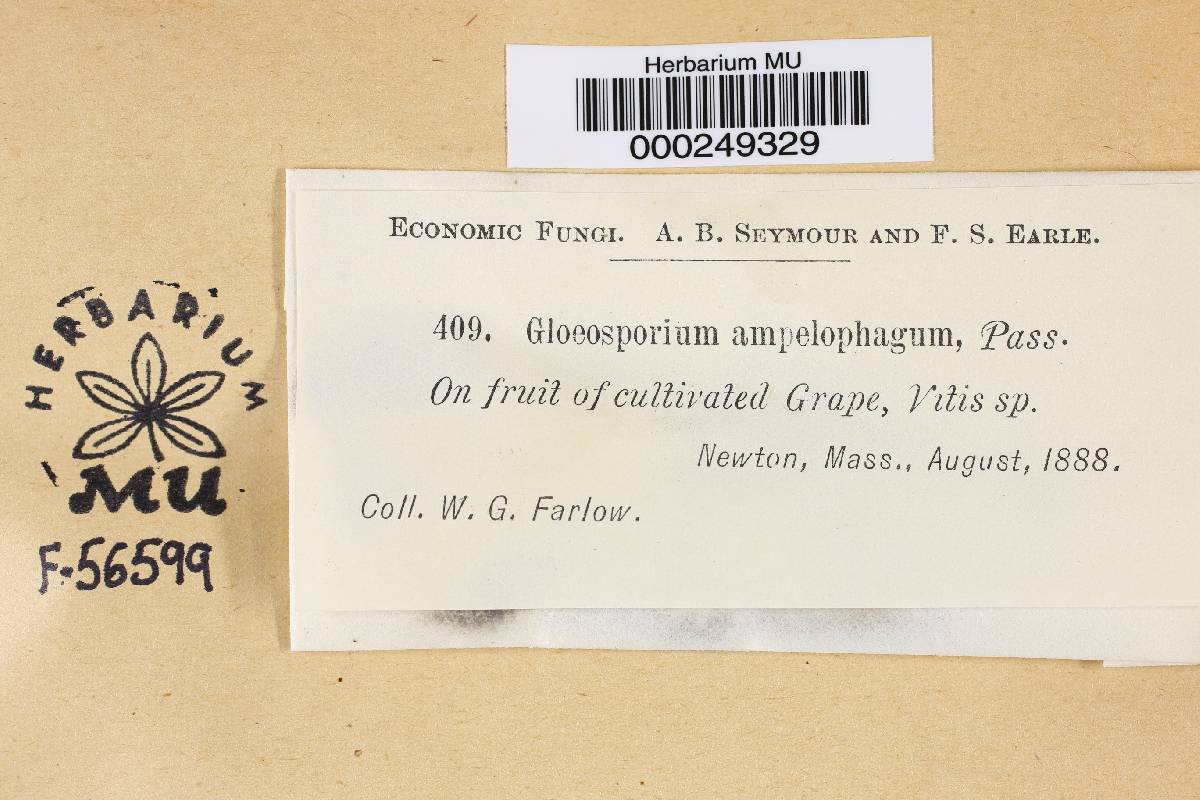 Herbarium MU
000249329
ECONOMIC FUNGI. A. B. SEYMOUR AND F. S. EARLE.
409. Gloeosporium ampelophagum, Pass.
On fruit of cultivated Grape, Vitis sp.
Newton, Mass., August, 1888.
Coll. W. G. Farlow.
HERBARIUM
MU
F-56599